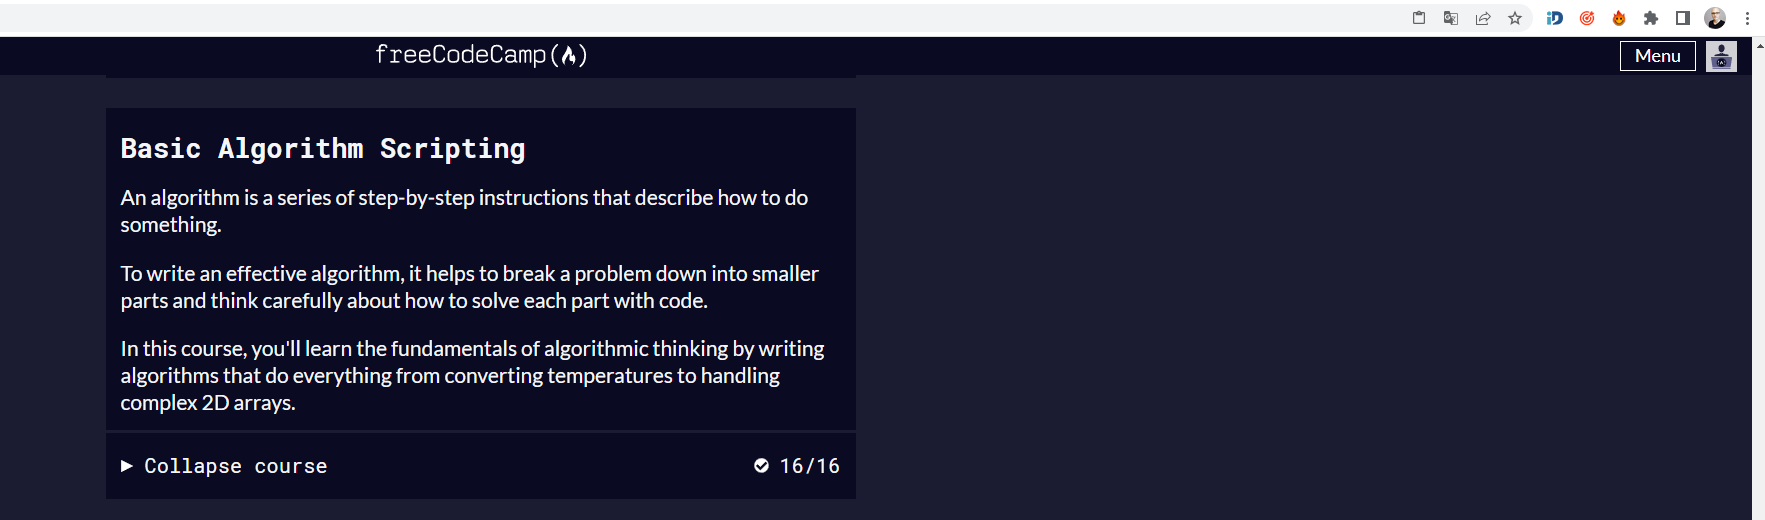 freeCodeCamp(🔥)
Menu
Basic Algorithm Scripting
An algorithm is a series of step-by-step instructions that describe how to do
something.
To write an effective algorithm, it helps to break a problem down into smaller
parts and think carefully about how to solve each part with code.
In this course, you'll learn the fundamentals of algorithmic thinking by writing
algorithms that do everything from converting temperatures to handling
complex 2D arrays.
Collapse course 16/16